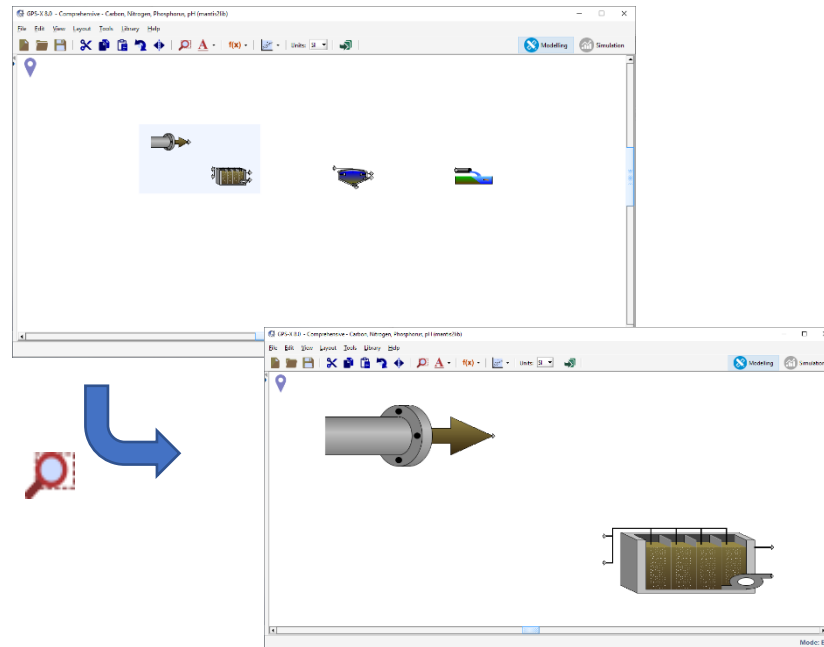 GPS-X 8.0 - Comprehensive - Carbon, Nitrogen, Phosphorus, pH (mantis2lib)
File Edit View Layout Tools Library Help
A f(x) Units: SI Modelling Simulation
GPS-X 8.0 - Comprehensive - Carbon, Nitrogen, Phosphorus, pH (mantis2lib)
File Edit View Layout Tools Library Help
A f(x) Units: SI Modelling Simulation
Mode: